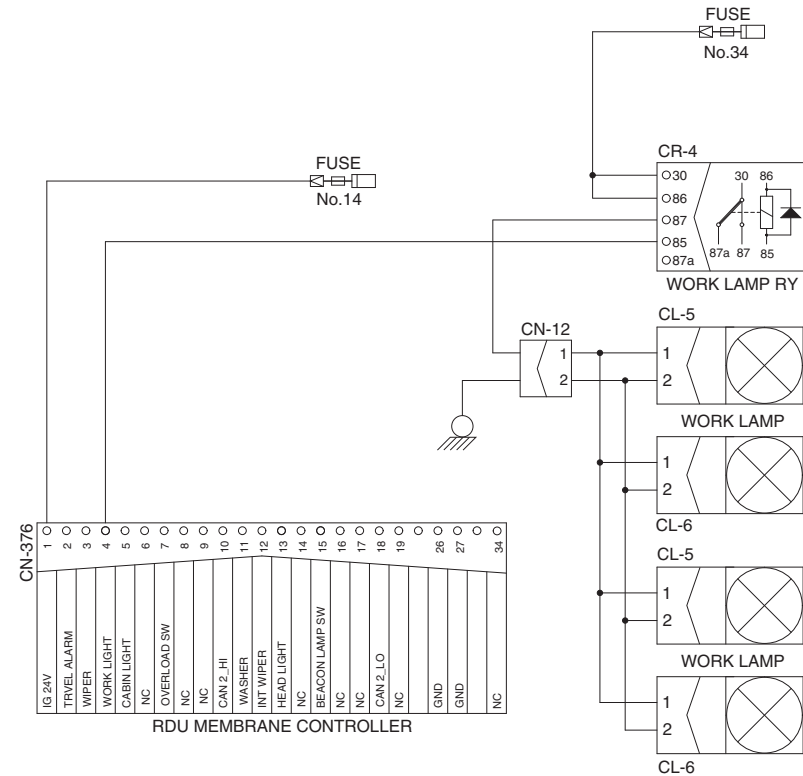 FUSE
No.34
FUSE
No.14
CR-4
30
86
87
85
87a
30 86
87a 87 85
WORK LAMP RY
CN-12
1
2
CL-5
1
2
WORK LAMP
1
2
CL-6
CL-5
1
2
WORK LAMP
1
2
CL-6
CN-376
1 2 3 4 5 6 7 8 9 10 11 12 13 14 15 16 17 18 19 26 27 34
IG 24V
TRVEL ALARM
WIPER
WORK LIGHT
CABIN LIGHT
NC
OVERLOAD SW
NC
NC
CAN 2_HI
WASHER
INT WIPER
HEAD LIGHT
NC
BEACON LAMP SW
NC
NC
CAN 2_LO
NC
GND
GND
NC
RDU MEMBRANE CONTROLLER